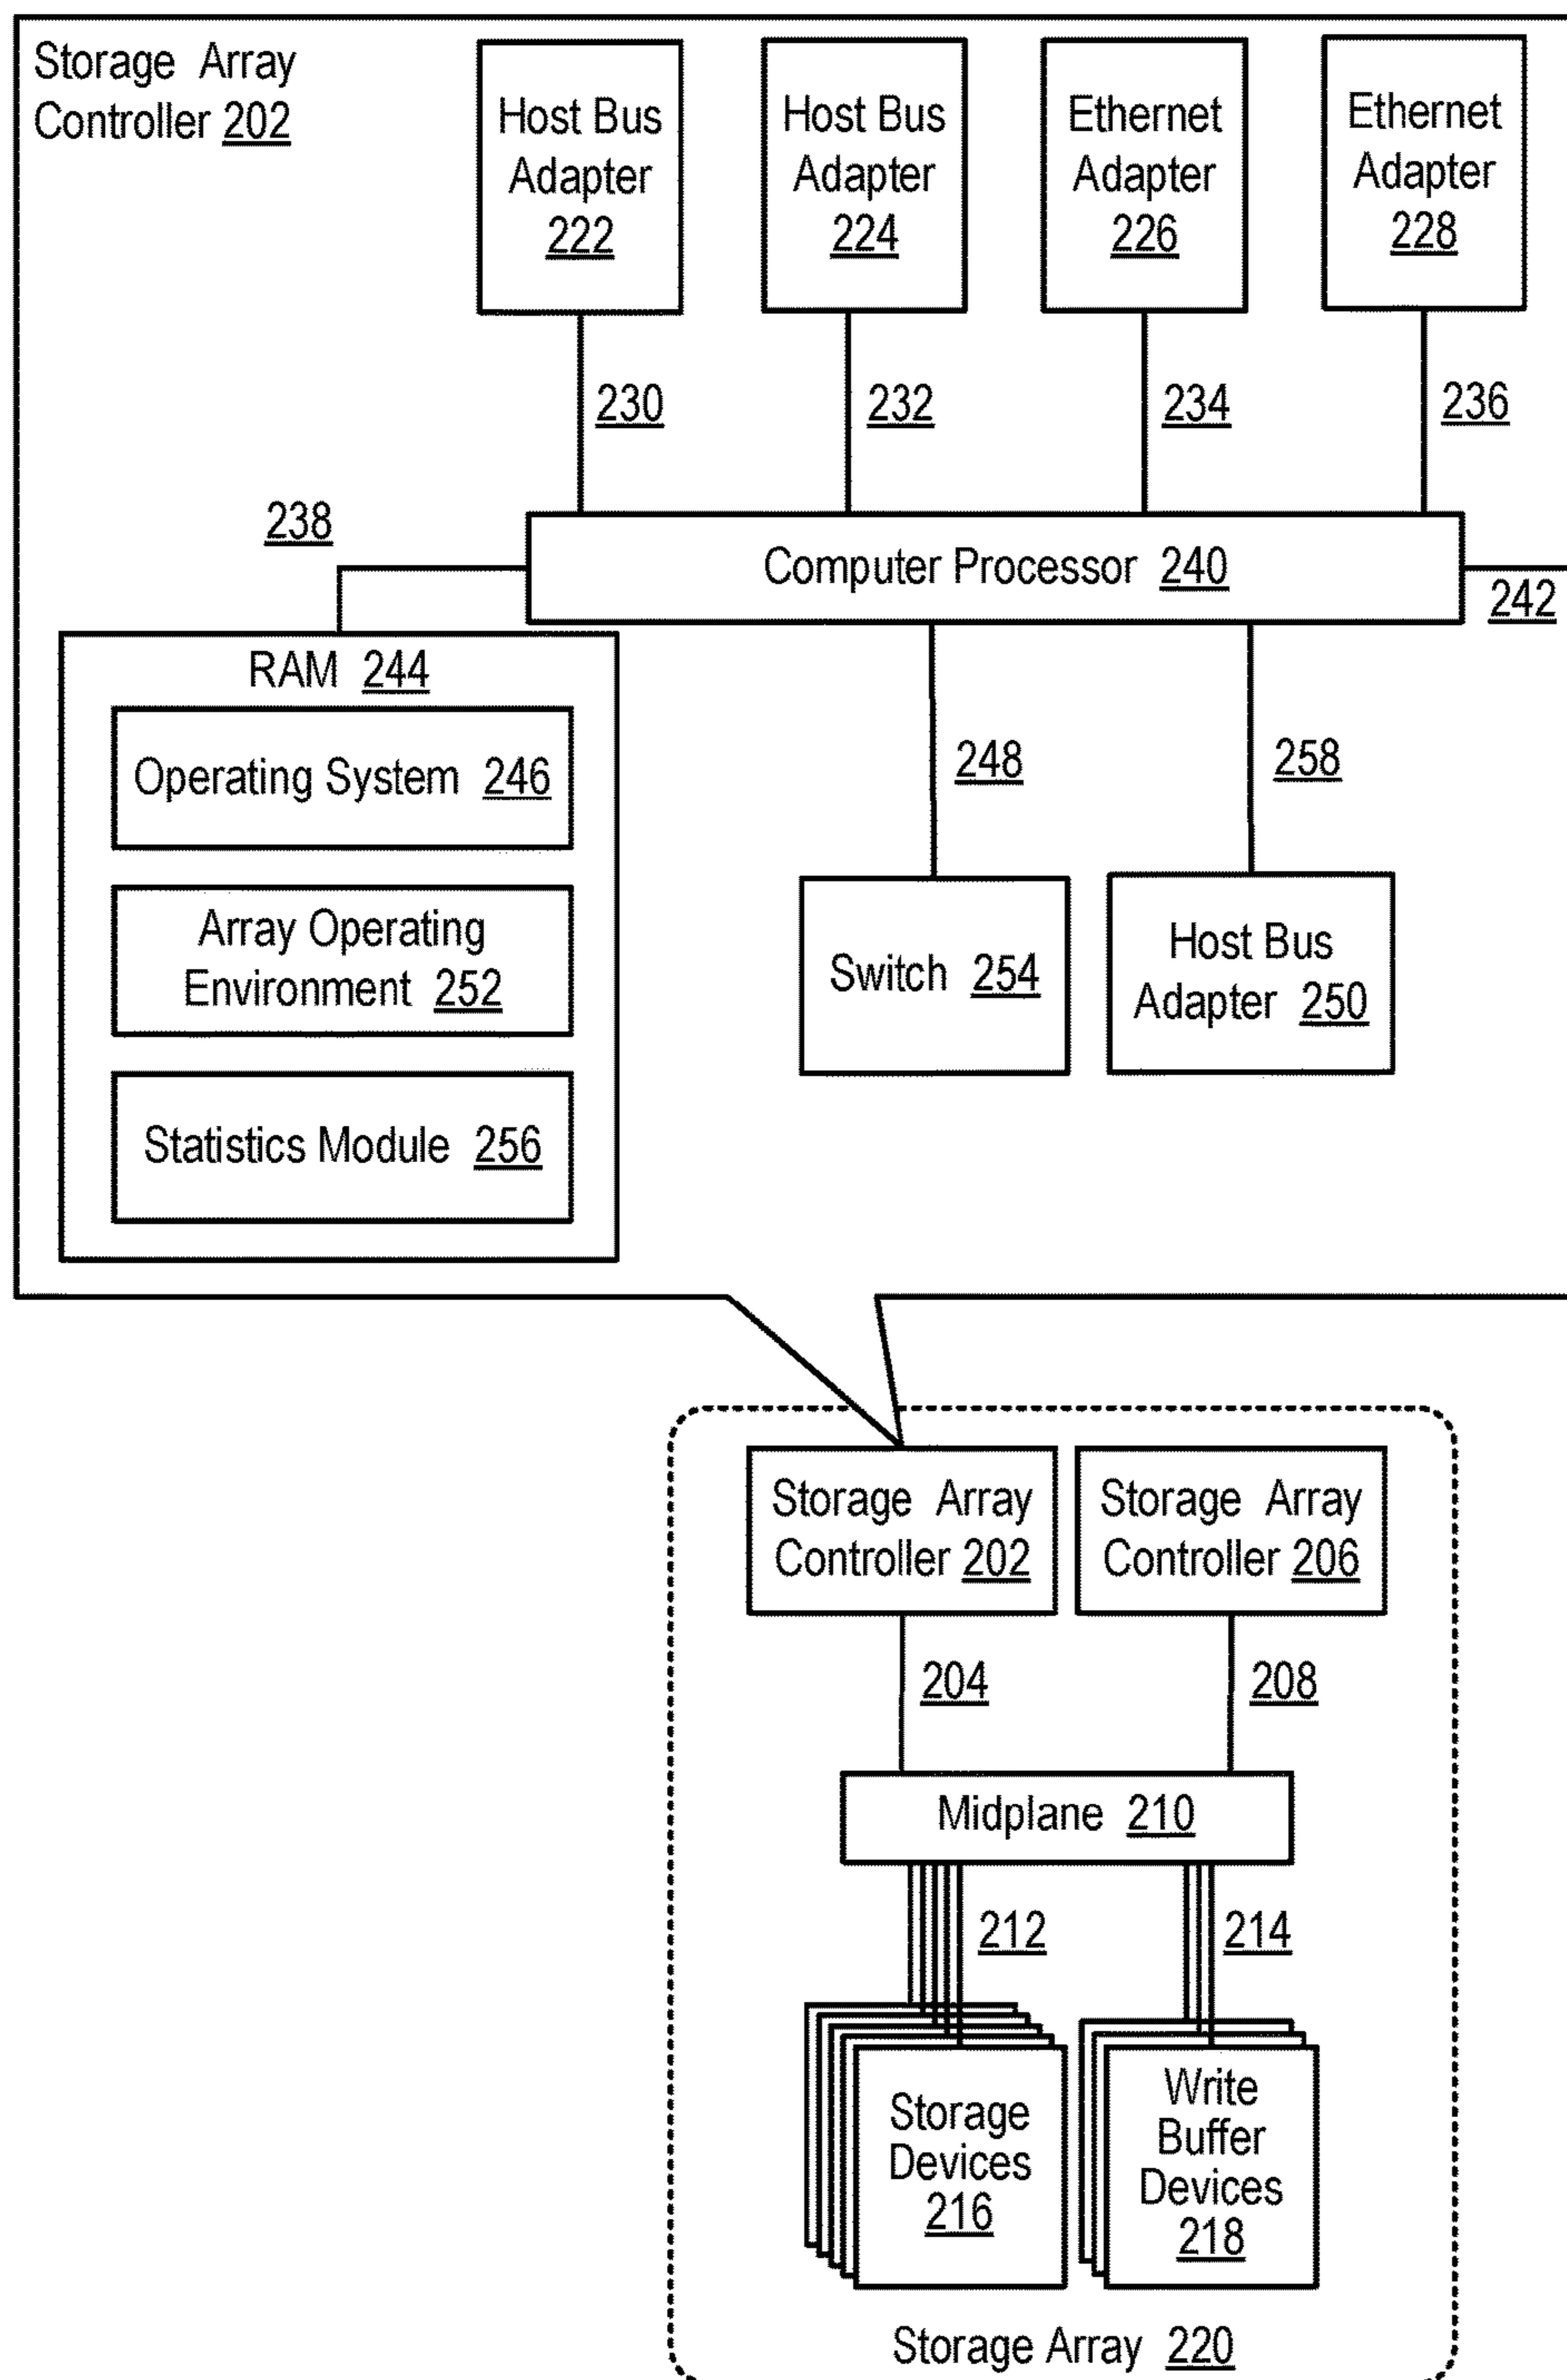 Storage Array
Controller 202
Host Bus
Adapter
222
Host Bus
Adapter
224
Ethernet
Adapter
226
Ethernet
Adapter
228
230
232
234
236
238
Computer Processor 240
242
RAM 244
Operating System 246
Array Operating
Environment 252
Statistics Module 256
248
258
Switch 254
Host Bus
Adapter 250
Storage Array
Controller 202
Storage Array
Controller 206
204
208
Midplane 210
212
214
Storage
Devices
216
Write
Buffer
Devices
218
Storage Array 220